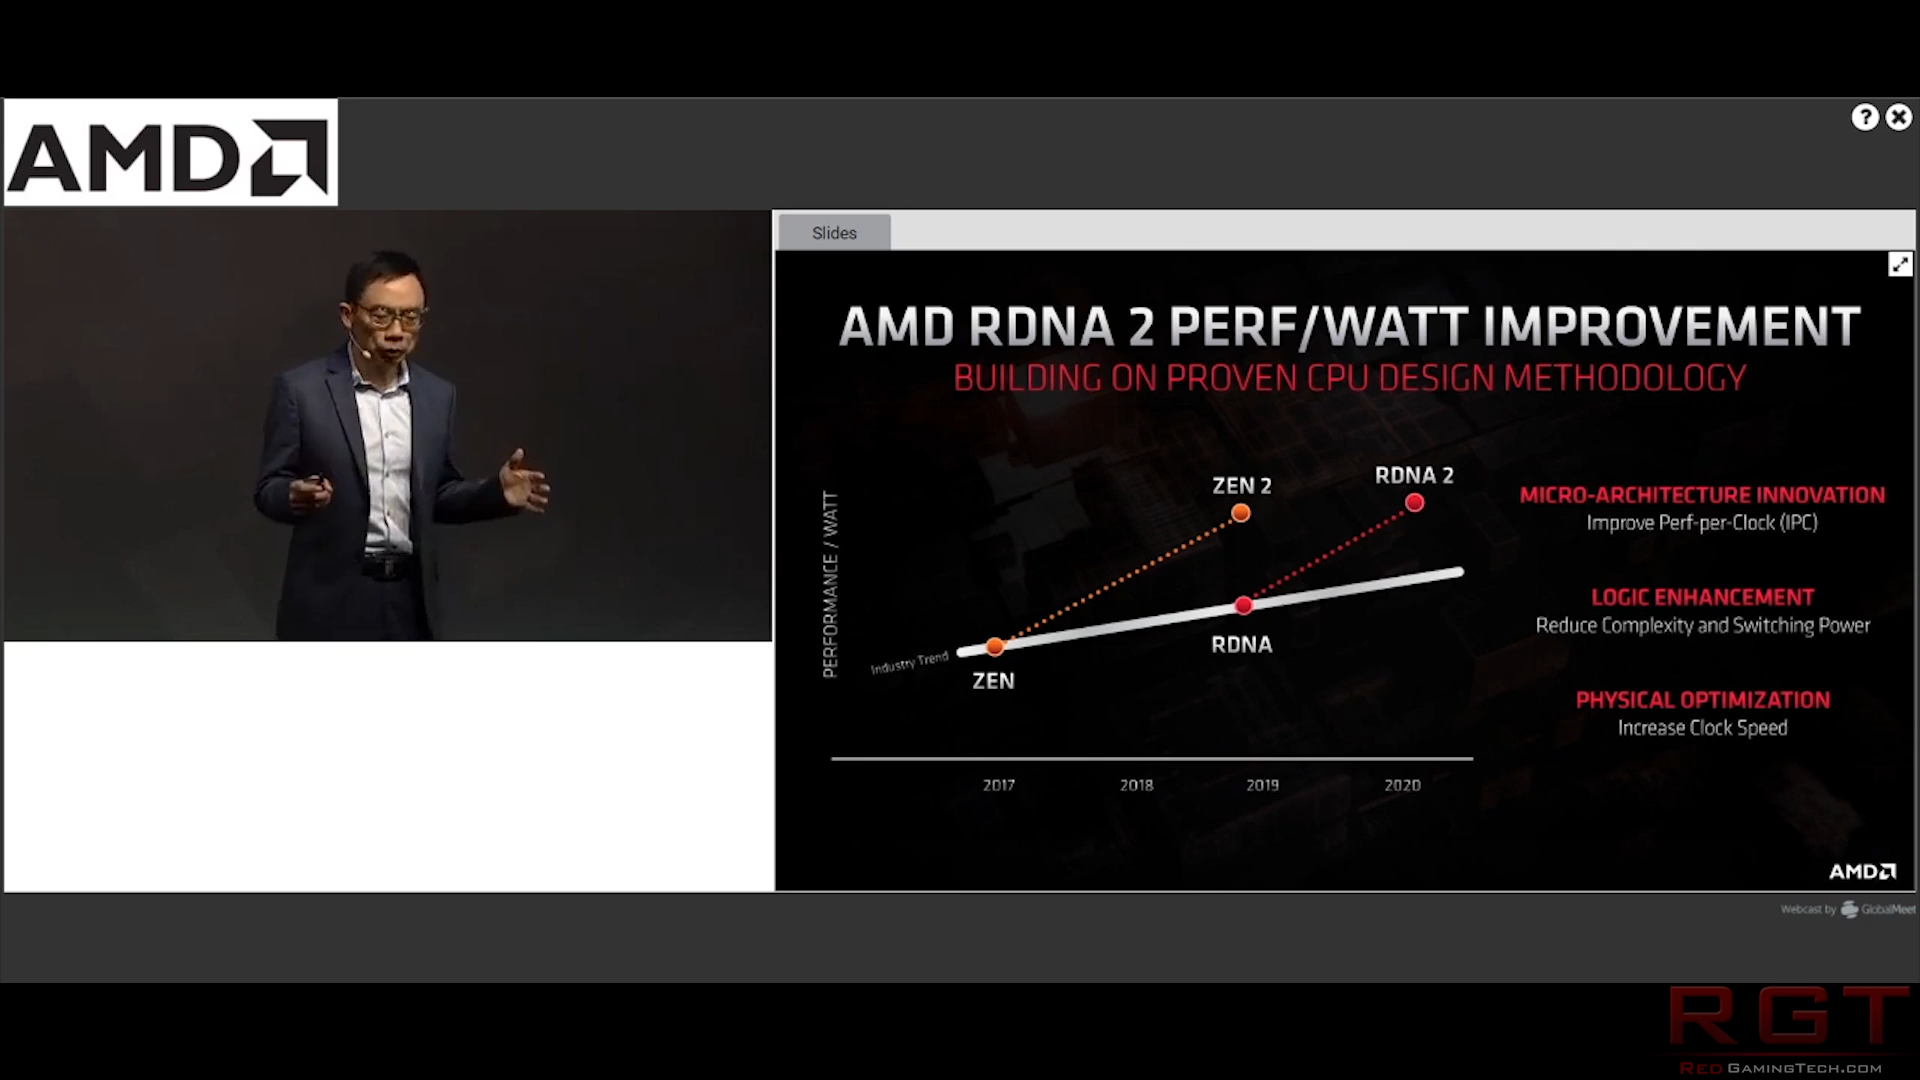 AMD
Slides
AMD RDNA 2 PERF/WATT IMPROVEMENT
BUILDING ON PROVEN CPU DESIGN METHODOLOGY
PERFORMANCE / WATT
Industry Trend
ZEN
ZEN 2
RDNA
RDNA 2
2017 2018 2019 2020
MICRO-ARCHITECTURE INNOVATION
Improve Perf-per-Clock (IPC)
LOGIC ENHANCEMENT
Reduce Complexity and Switching Power
PHYSICAL OPTIMIZATION
Increase Clock Speed
AMD
Webcast by GlobalMeet
RGT
REDGAMINGTECH.COM